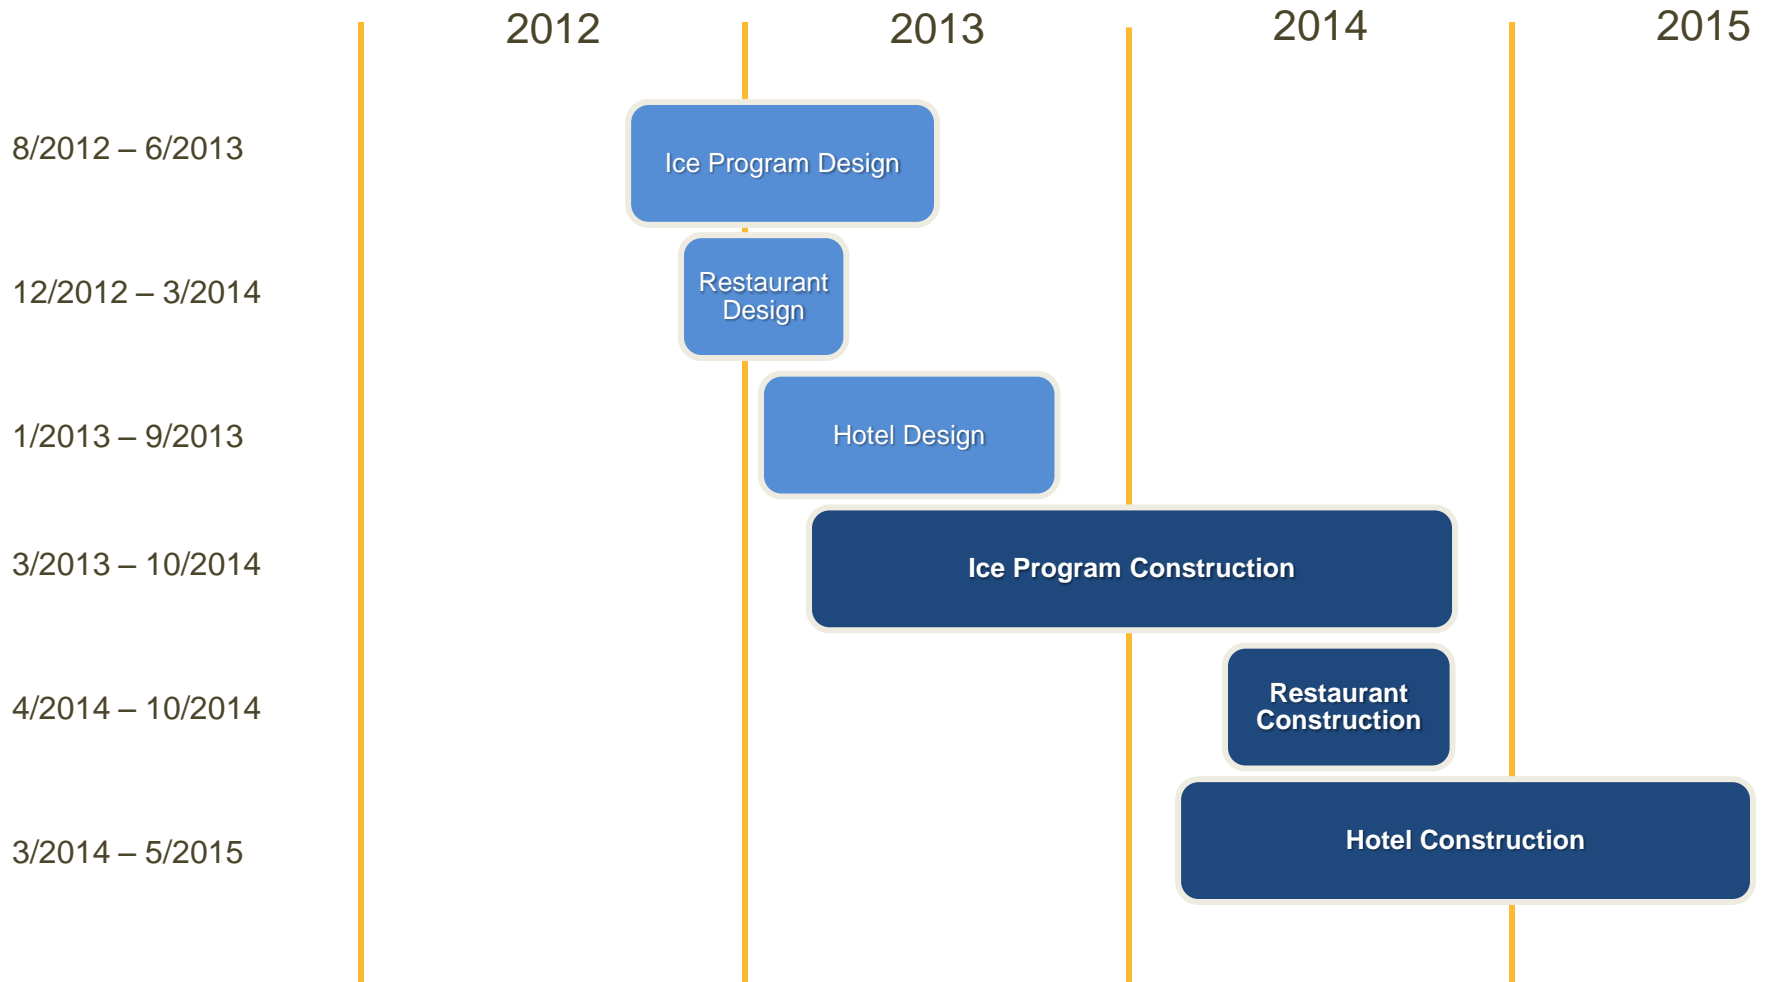 2012 2013 2014 2015
8/2012 – 6/2013
Ice Program Design
12/2012 – 3/2014
Restaurant
Design
1/2013 – 9/2013
Hotel Design
3/2013 – 10/2014
Ice Program Construction
4/2014 – 10/2014
Restaurant
Construction
3/2014 – 5/2015
Hotel Construction